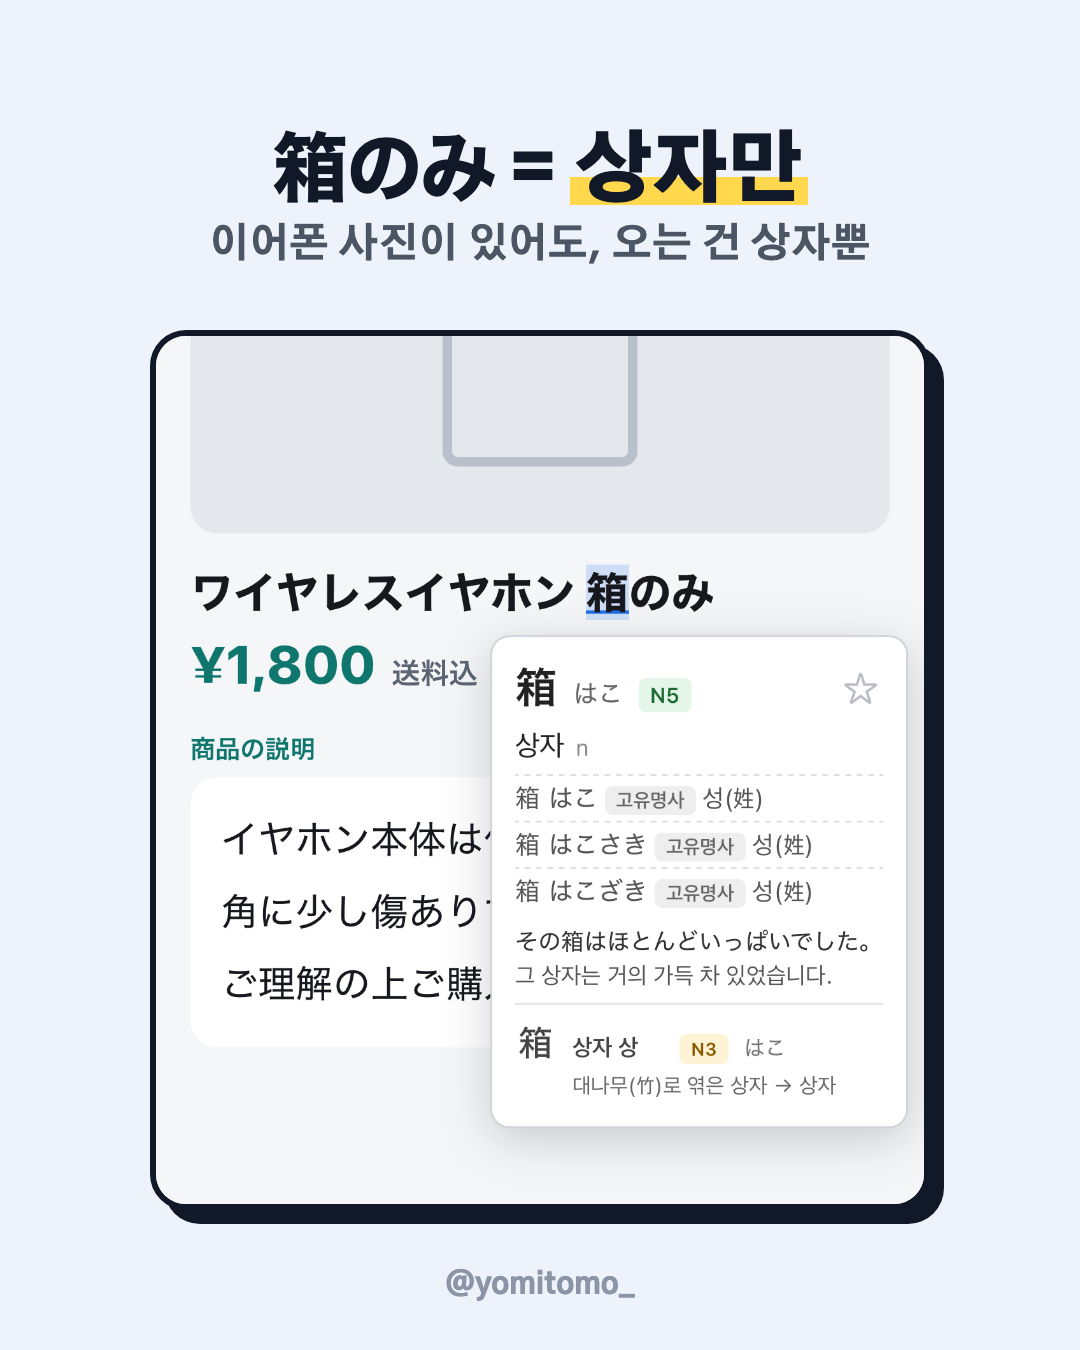 箱のみ = 상자만
이어폰 사진이 있어도, 오는 건 상자뿐
ワイヤレスイヤホン 箱のみ
¥1,800 送料込
商品の説明
イヤホン本体は
角に少し傷あり
ご理解の上ご購
箱 はこ N5
상자 n
箱 はこ 고유명사 성(姓)
箱 はこさき 고유명사 성(姓)
箱 はこざき 고유명사 성(姓)
その箱はほとんどいっぱいでした。
그 상자는 거의 가득 차 있었습니다.
箱 상자 상 N3 はこ
대나무(竹)로 엮은 상자 → 상자
@yomitomo_